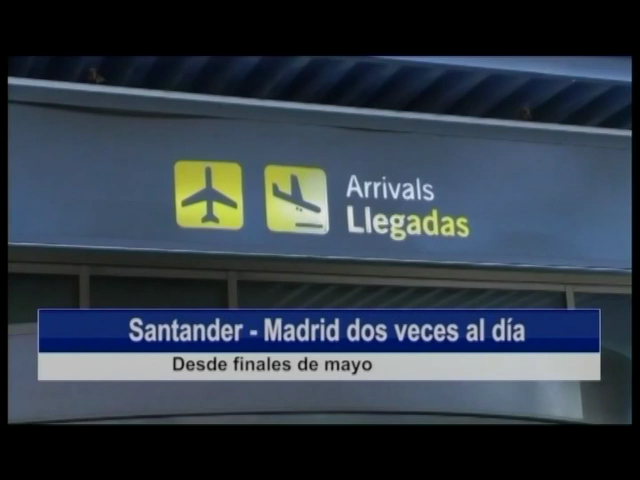 Arrivals
Llegadas
Santander - Madrid dos veces al día
Desde finales de mayo